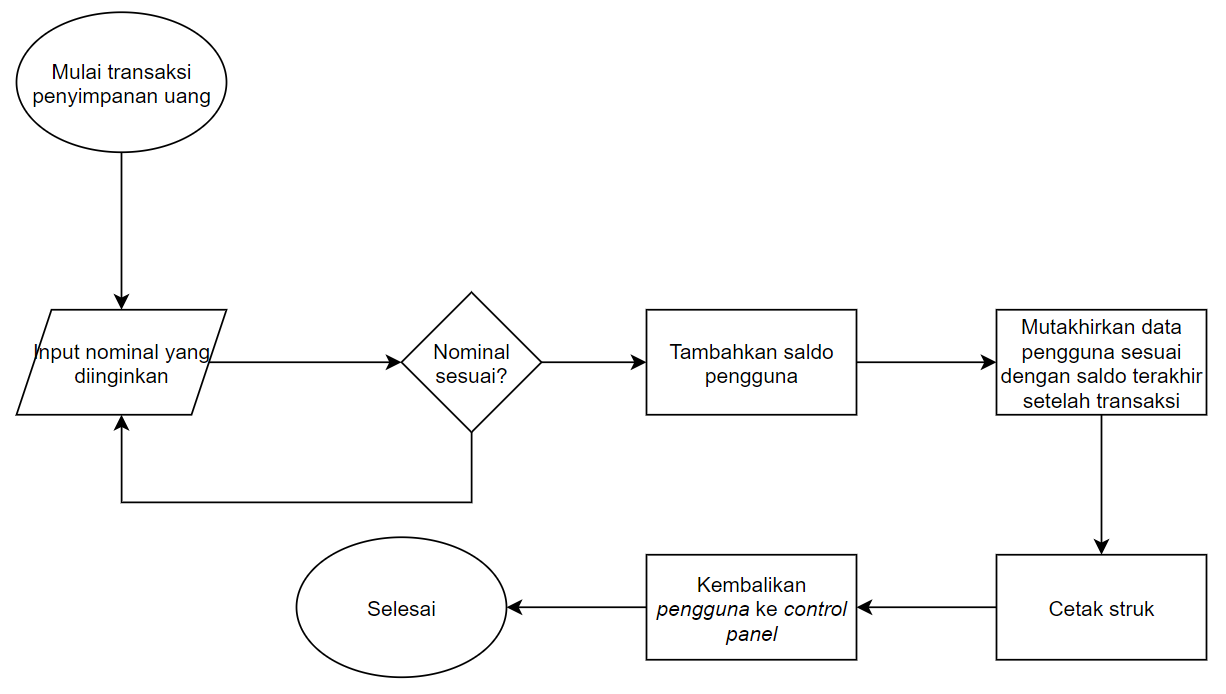 Mulai transaksi
penyimpanan uang
Input nominal yang
diinginkan
Nominal
sesuai?
Tambahkan saldo
pengguna
Mutakhirkan data
pengguna sesuai
dengan saldo terakhir
setelah transaksi
Cetak struk
Kembalikan
pengguna ke control
panel
Selesai